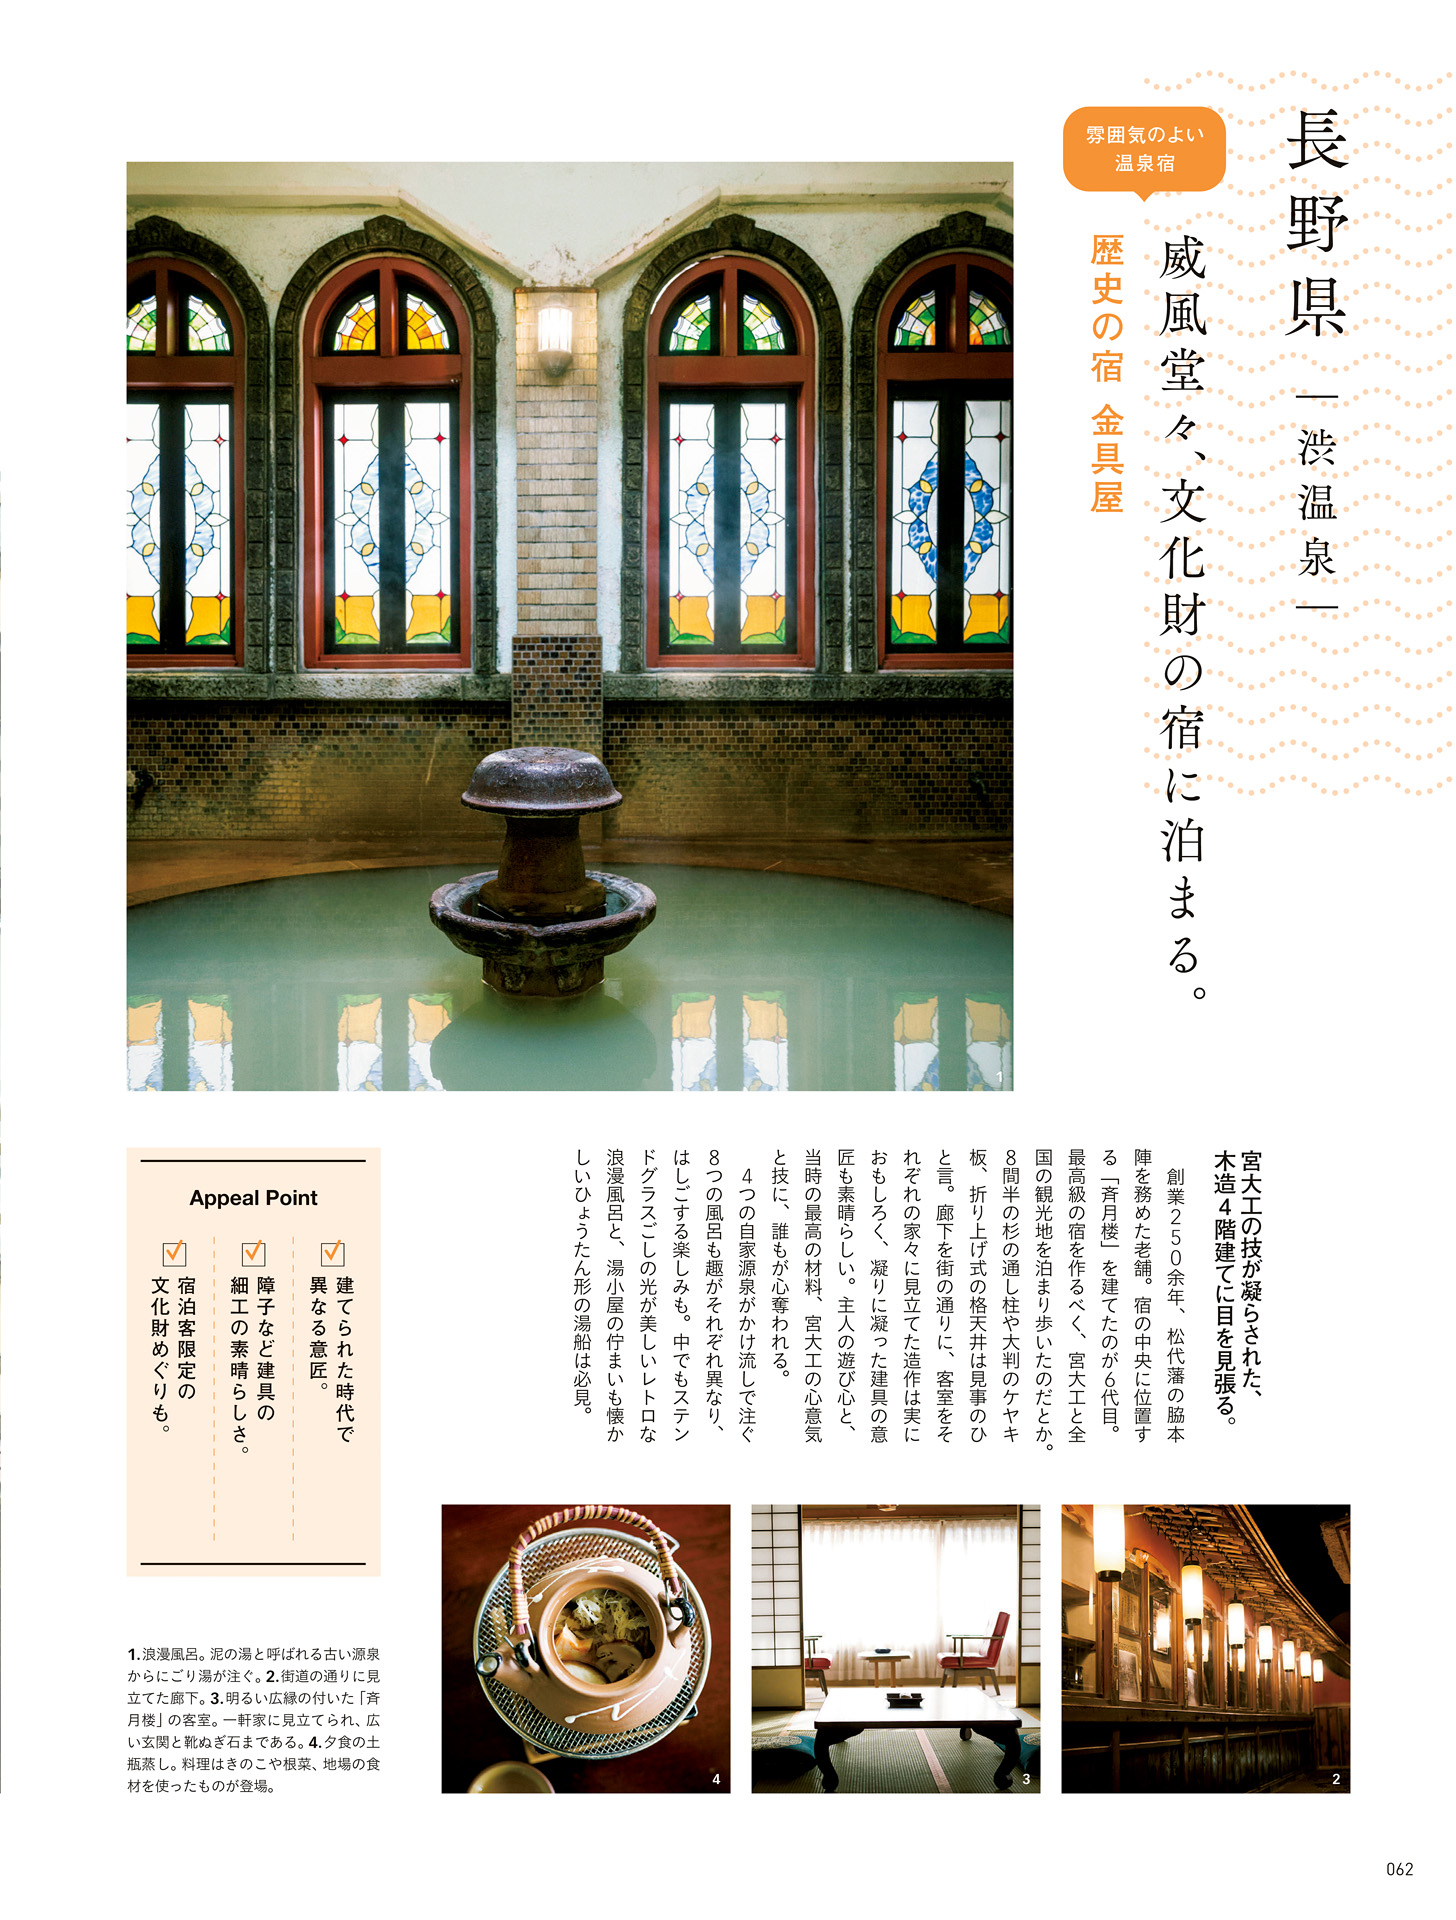 長野県
―渋温泉―
雰囲気のよい
温泉宿
威風堂々、文化財の宿に泊まる。
歴史の宿 金具屋
1
宮大工の技が凝らされた、
木造4階建てに目を見張る。
創業250余年、松代藩の脇本
陣を務めた老舗。宿の中央に位置す
る「斉月楼」を建てたのが6代目。
最高級の宿を作るべく、宮大工と全
国の観光地を泊まり歩いたのだとか。
8間半の杉の通し柱や大判のケヤキ
板、折り上げ式の格天井は見事のひ
と言。廊下を街の通りに、客室をそ
れぞれの家々に見立てた造作は実に
おもしろく、凝りに凝った建具の意
匠も素晴らしい。主人の遊び心と、
当時の最高の材料、宮大工の心意気
と技に、誰もが心奪われる。
4つの自家源泉がかけ流しで注ぐ
8つの風呂も趣がそれぞれ異なり、
はしごする楽しみも。中でもステン
ドグラスごしの光が美しいレトロな
浪漫風呂と、湯小屋の佇まいも懐か
しいひょうたん形の湯船は必見。
Appeal Point
建てられた時代で
異なる意匠。
障子など建具の
細工の素晴らしさ。
宿泊客限定の
文化財めぐりも。
2
3
4
1.浪漫風呂。泥の湯と呼ばれる古い源泉
からにごり湯が注ぐ。2.街道の通りに見
立てた廊下。3.明るい広縁の付いた「斉
月楼」の客室。一軒家に見立てられ、広
い玄関と靴ぬぎ石まである。4.夕食の土
瓶蒸し。料理はきのこや根菜、地場の食
材を使ったものが登場。
062